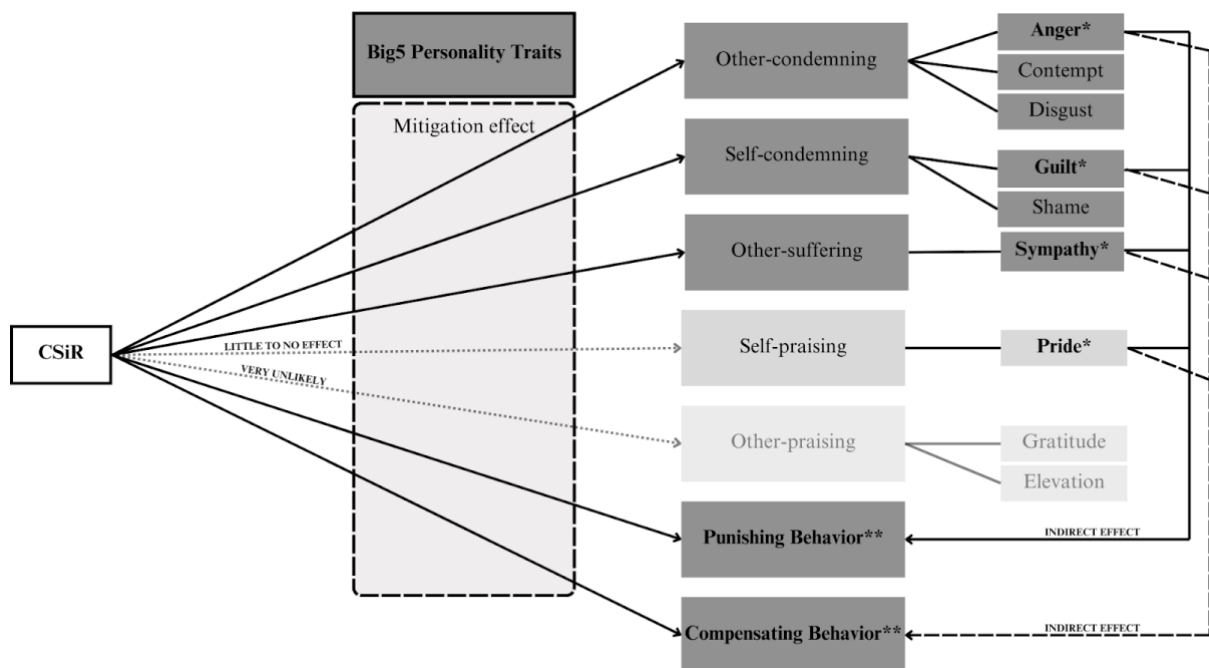 Big5 Personality Traits
Mitigation effect
Other-condemning
Anger*
Contempt
Disgust
Self-condemning
Guilt*
Shame
Other-suffering
Sympathy*
CSiR
LITTLE TO NO EFFECT
VERY UNLIKELY
Self-praising
Pride*
Other-praising
Gratitude
Elevation
Punishing Behavior**
INDIRECT EFFECT
Compensating Behavior**
INDIRECT EFFECT